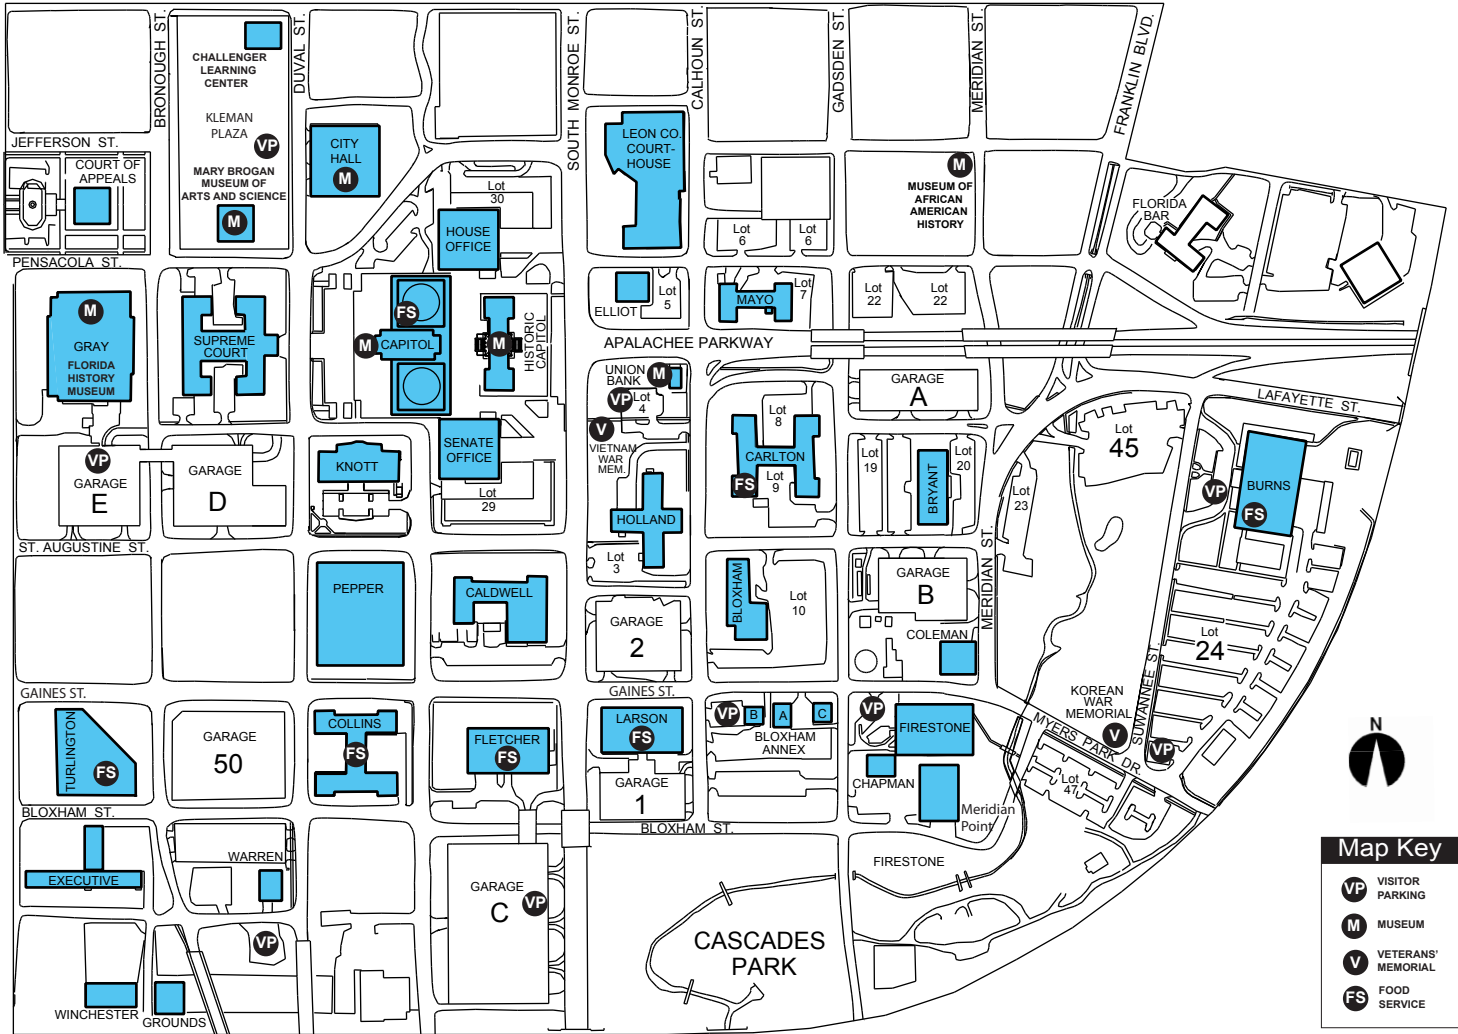 BRONOUGH ST.
DUVAL ST.
SOUTH MONROE ST.
CALHOUN ST.
GADSDEN ST.
MERIDIAN ST.
FRANKLIN BLVD.
CHALLENGER
LEARNING
CENTER
KLEMAN
PLAZA
VP
JEFFERSON ST.
COURT OF
APPEALS
MARY BROGAN
MUSEUM OF
ARTS AND SCIENCE
M
CITY
HALL
M
Lot
30
HOUSE
OFFICE
LEON CO.
COURT-
HOUSE
Lot
6
Lot
6
M
MUSEUM OF
AFRICAN
AMERICAN
HISTORY
FLORIDA
BAR
PENSACOLA ST.
M
GRAY
FLORIDA
HISTORY
MUSEUM
SUPREME
COURT
FS
M
CAPITOL
M
HISTORIC
CAPITOL
ELLIOT
Lot
5
MAYO
Lot
7
Lot
22
Lot
22
APALACHEE PARKWAY
UNION
BANK
M
VP
Lot
4
V
VIETNAM
WAR
MEM.
GARAGE
A
LAFAYETTE ST.
VP
GARAGE
E
GARAGE
D
KNOTT
SENATE
OFFICE
Lot
29
HOLLAND
Lot
3
Lot
8
CARLTON
FS
Lot
9
Lot
19
BRYANT
Lot
20
Lot
23
Lot
45
VP
BURNS
FS
ST. AUGUSTINE ST.
MERIDIAN ST.
PEPPER
CALDWELL
GARAGE
2
BLOXHAM
Lot
10
GARAGE
B
COLEMAN
Lot
24
SUWANNEE ST.
KOREAN
WAR
MEMORIAL
V
VP
MYERS PARK DR.
Lot
47
GAINES ST.
GAINES ST.
TURLINGTON
FS
GARAGE
50
COLLINS
FS
FLETCHER
FS
LARSON
FS
GARAGE
1
VP
B
A
C
BLOXHAM
ANNEX
VP
FIRESTONE
CHAPMAN
Meridian
Point
BLOXHAM ST.
BLOXHAM ST.
EXECUTIVE
WARREN
GARAGE
C
VP
FIRESTONE
CASCADES
PARK
VP
WINCHESTER
GROUNDS
N
Map Key
VP
VISITOR
PARKING
M
MUSEUM
V
VETERANS'
MEMORIAL
FS
FOOD
SERVICE